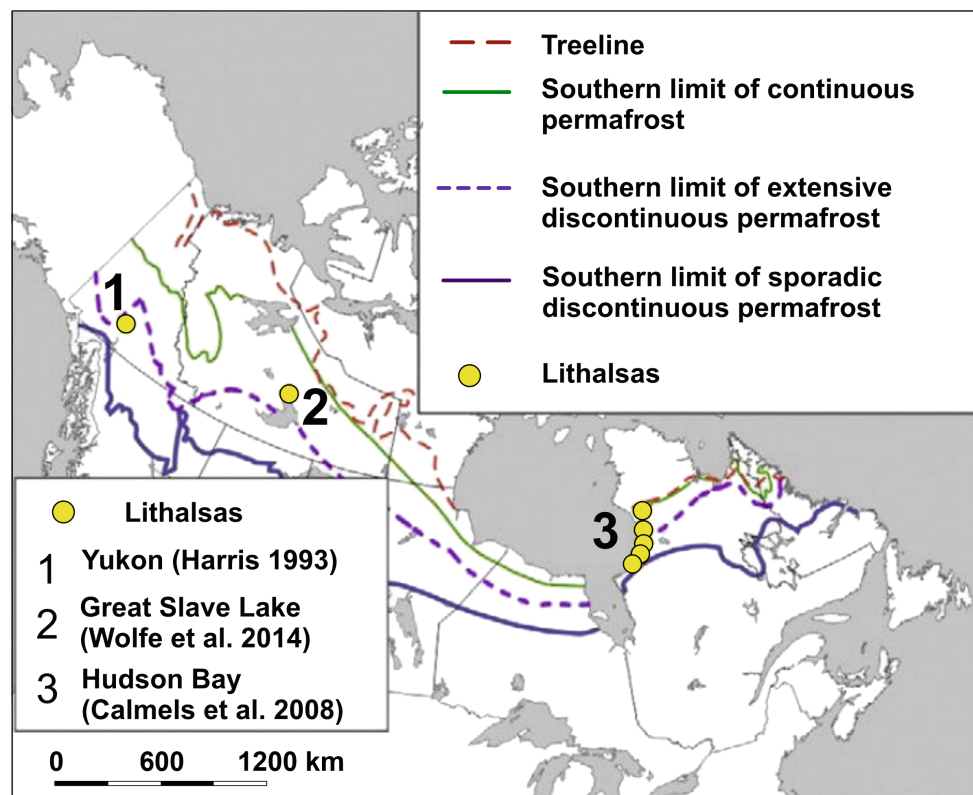 Treeline
Southern limit of continuous
permafrost
Southern limit of extensive
discontinuous permafrost
Southern limit of sporadic
discontinuous permafrost
Lithalsas
1
2
3
Lithalsas
1 Yukon (Harris 1993)
2 Great Slave Lake
(Wolfe et al. 2014)
3 Hudson Bay
(Calmels et al. 2008)
0 600 1200 km